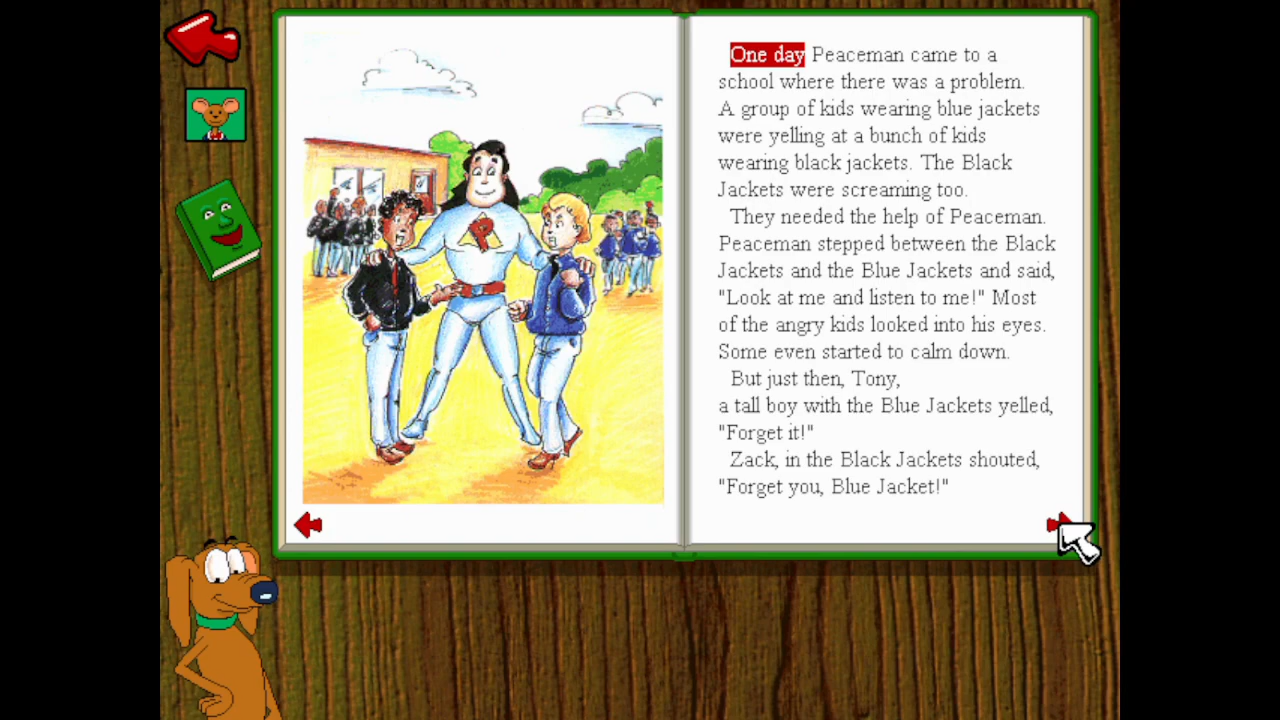 One day Peaceman came to a
school where there was a problem.
A group of kids wearing blue jackets
were yelling at a bunch of kids
wearing black jackets. The Black
Jackets were screaming too.
They needed the help of Peaceman.
Peaceman stepped between the Black
Jackets and the Blue Jackets and said,
"Look at me and listen to me!" Most
of the angry kids looked into his eyes.
Some even started to calm down.
But just then, Tony,
a tall boy with the Blue Jackets yelled,
"Forget it!"
Zack, in the Black Jackets shouted,
"Forget you, Blue Jacket!"